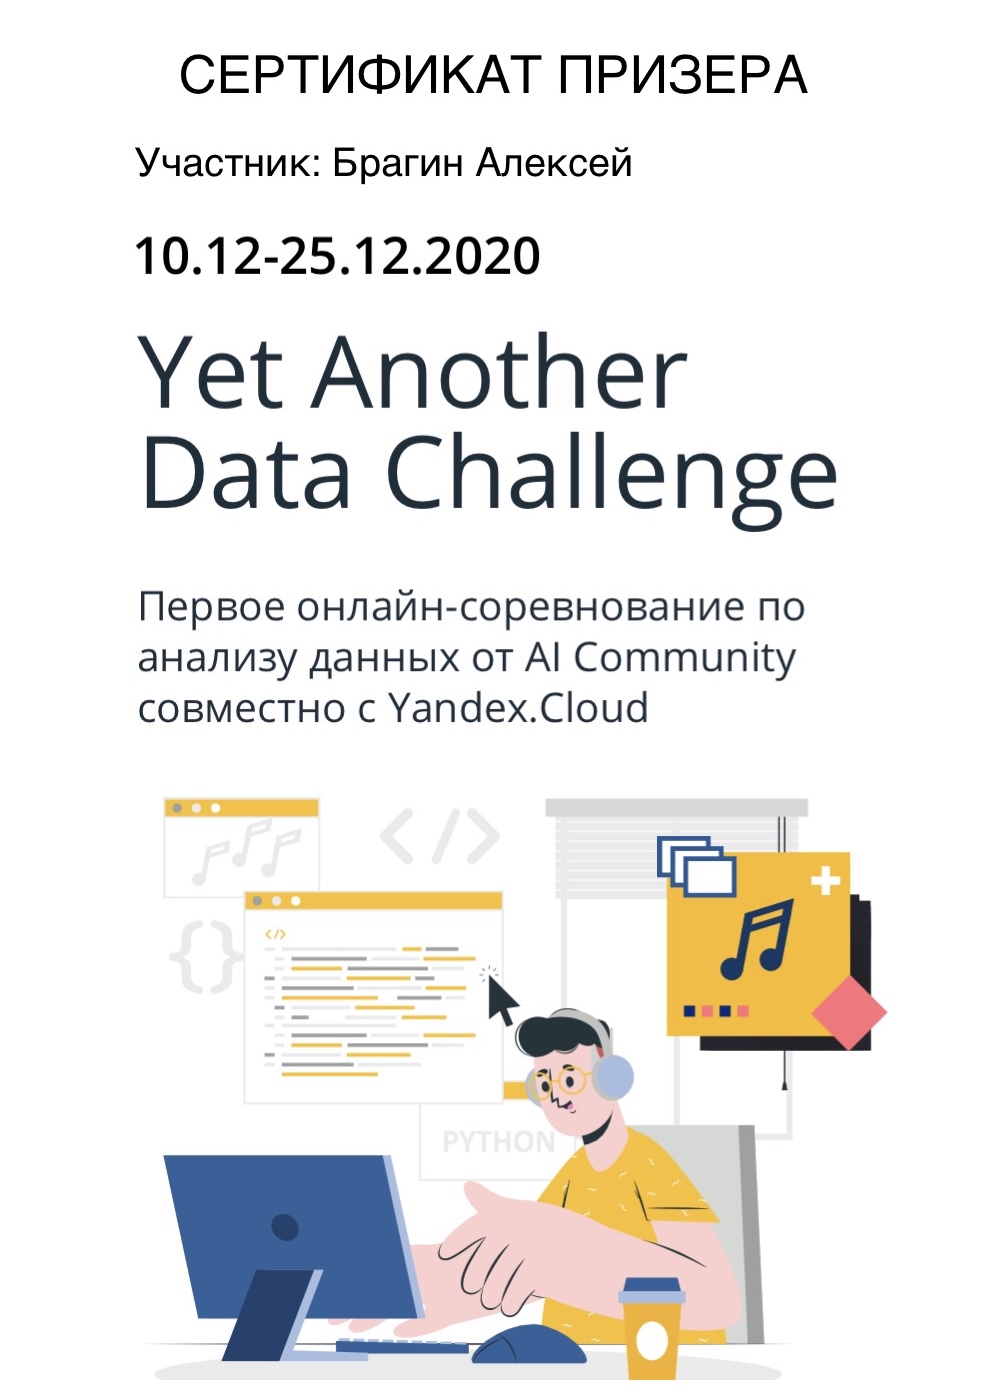 СЕРТИФИКАТ ПРИЗЕРА
Участник: Брагин Алексей
10.12-25.12.2020
Yet Another
Data Challenge
Первое онлайн-соревнование по
анализу данных от AI Community
совместно с Yandex.Cloud
</>
{}
</>
PYTHON